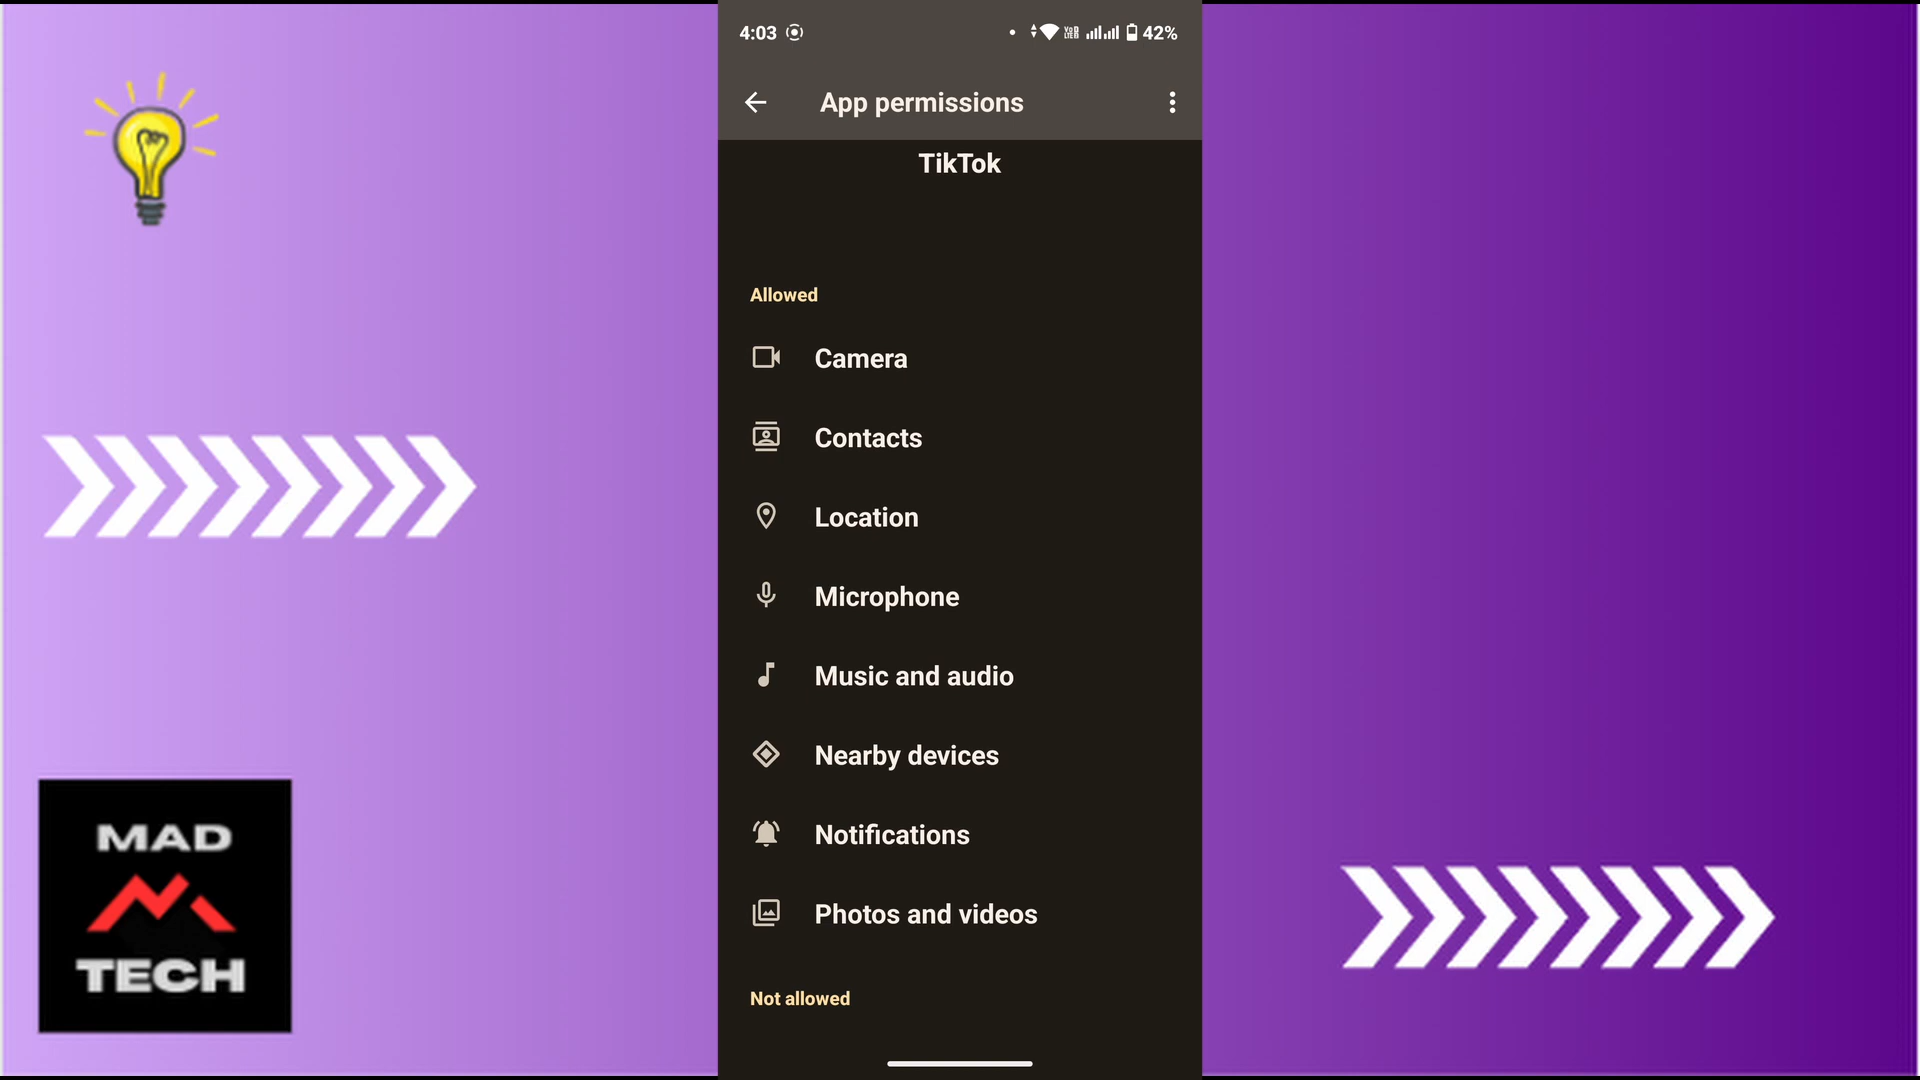 4:03
42%
App permissions
TikTok
Allowed
Camera
Contacts
Location
Microphone
Music and audio
Nearby devices
Notifications
Photos and videos
Not allowed
MAD
TECH